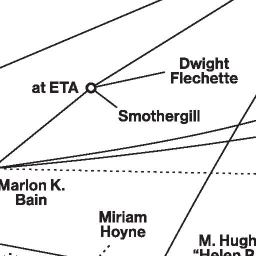 Dwight
Flechette
at ETA
Smothergill
Marlon K.
Bain
Miriam
Hoyne
M. Hugh
"Helen P